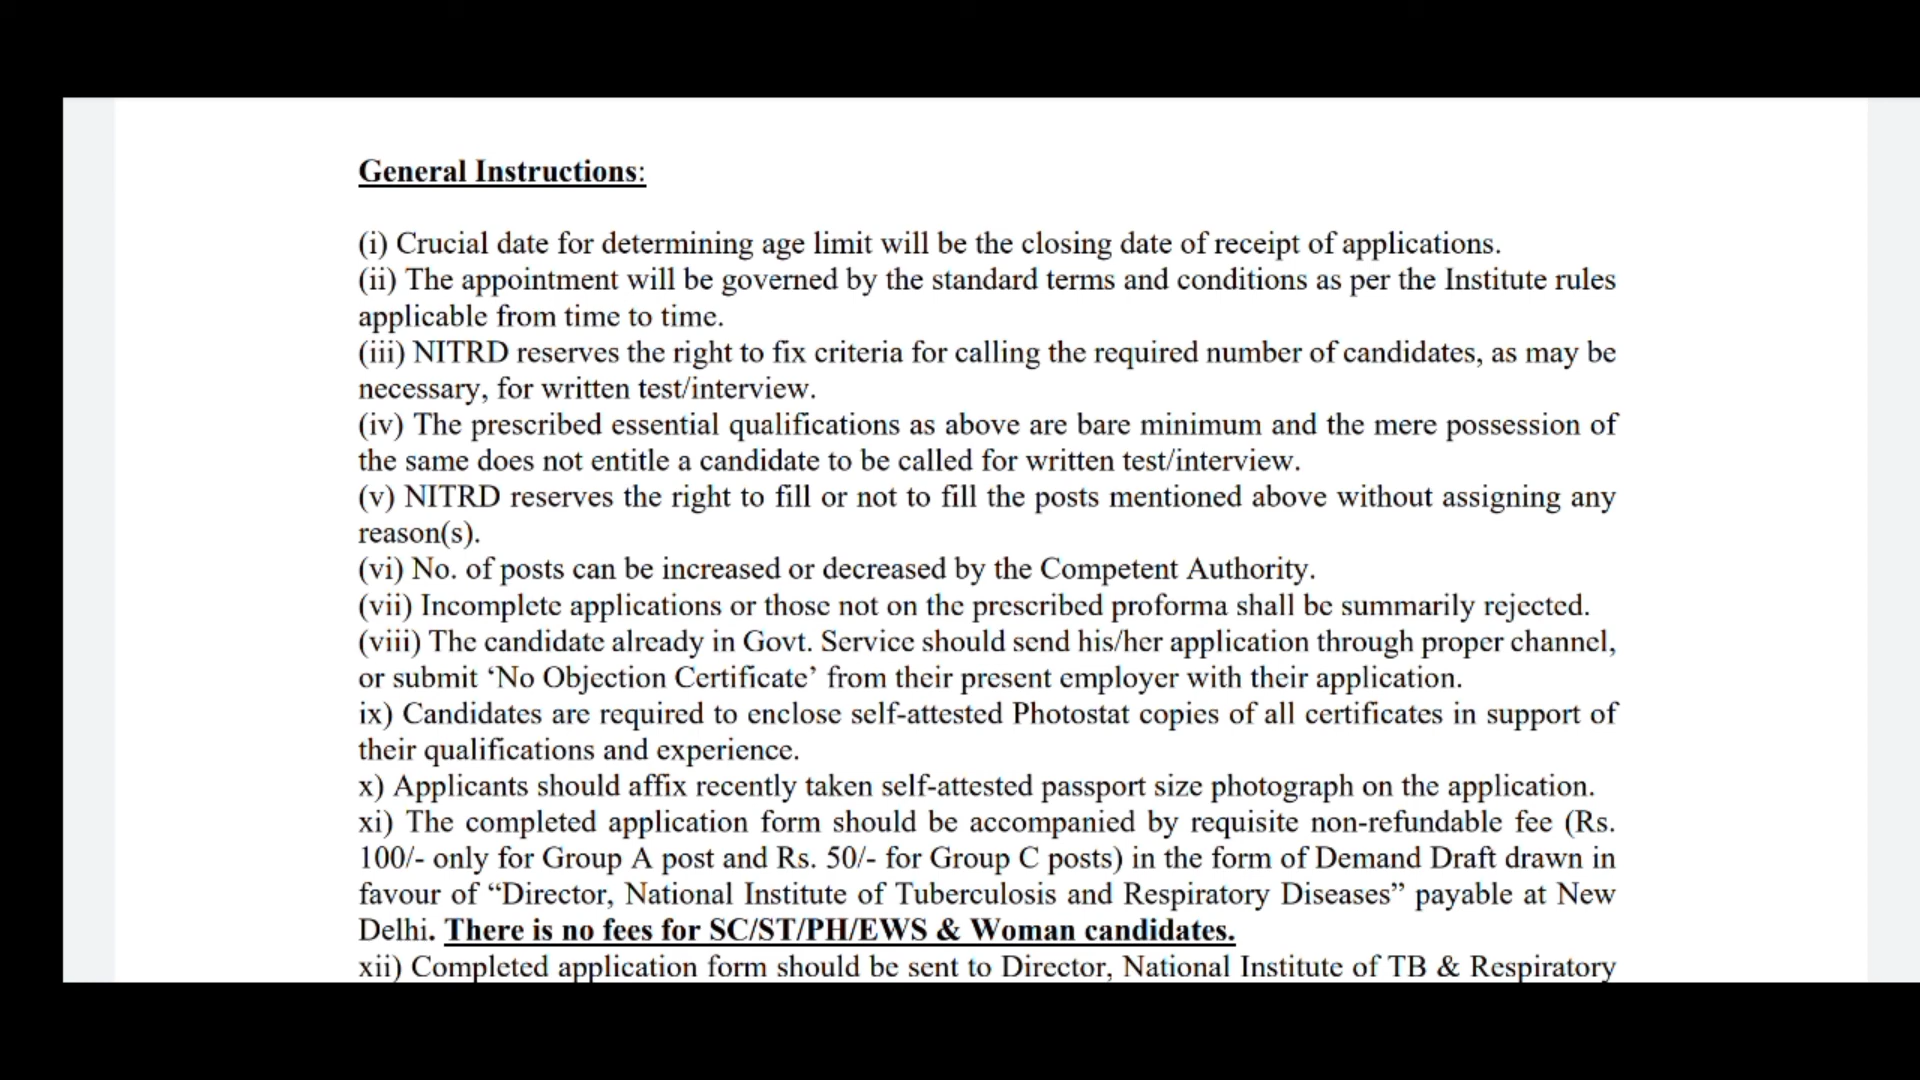 General Instructions:
(i) Crucial date for determining age limit will be the closing date of receipt of applications.
(ii) The appointment will be governed by the standard terms and conditions as per the Institute rules
applicable from time to time.
(iii) NITRD reserves the right to fix criteria for calling the required number of candidates, as may be
necessary, for written test/interview.
(iv) The prescribed essential qualifications as above are bare minimum and the mere possession of
the same does not entitle a candidate to be called for written test/interview.
(v) NITRD reserves the right to fill or not to fill the posts mentioned above without assigning any
reason(s).
(vi) No. of posts can be increased or decreased by the Competent Authority.
(vii) Incomplete applications or those not on the prescribed proforma shall be summarily rejected.
(viii) The candidate already in Govt. Service should send his/her application through proper channel,
or submit ‘No Objection Certificate’ from their present employer with their application.
ix) Candidates are required to enclose self-attested Photostat copies of all certificates in support of
their qualifications and experience.
x) Applicants should affix recently taken self-attested passport size photograph on the application.
xi) The completed application form should be accompanied by requisite non-refundable fee (Rs.
100/- only for Group A post and Rs. 50/- for Group C posts) in the form of Demand Draft drawn in
favour of “Director, National Institute of Tuberculosis and Respiratory Diseases” payable at New
Delhi. There is no fees for SC/ST/PH/EWS & Woman candidates.
xii) Completed application form should be sent to Director, National Institute of TB & Respiratory